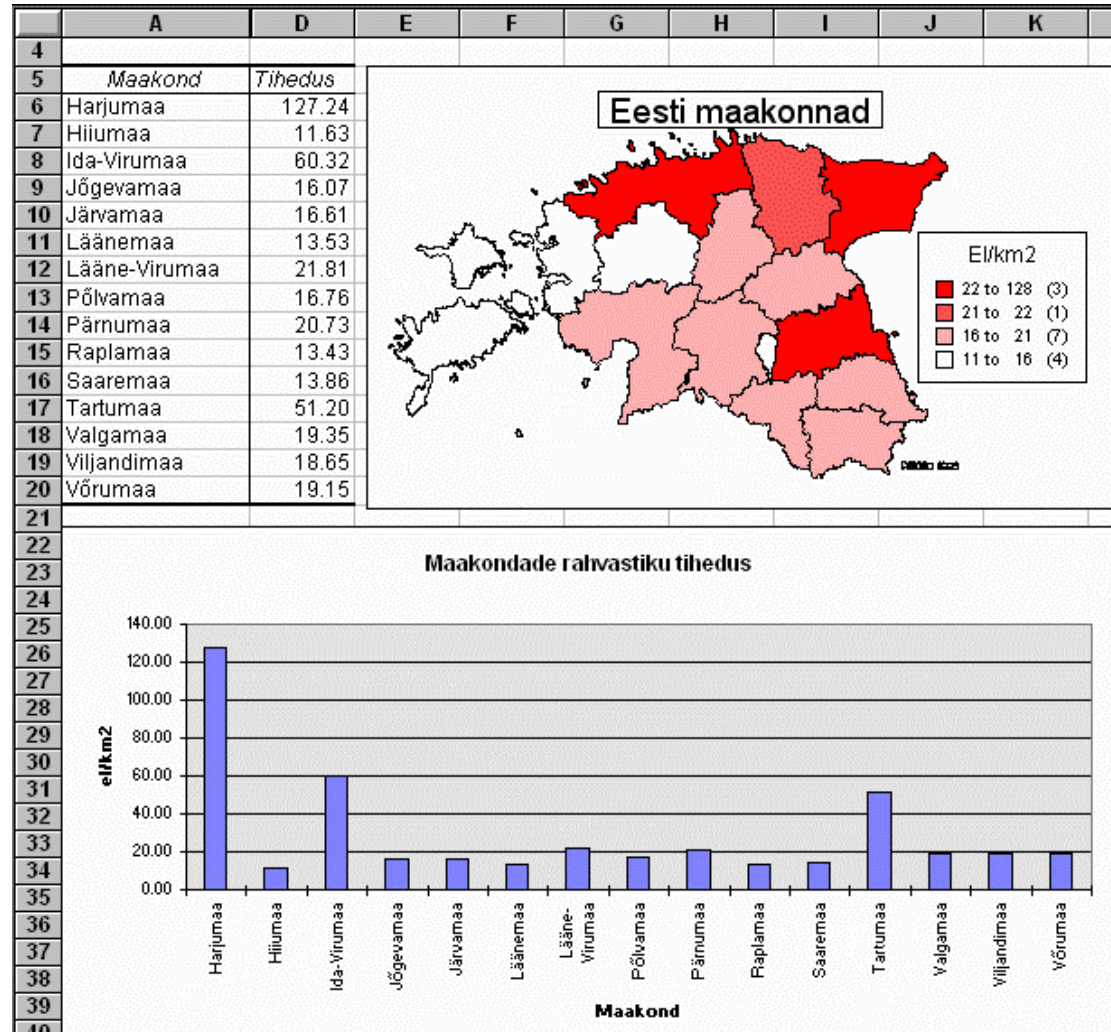 A D E F G H I J K
4
5 Maakond Tihedus
6 Harjumaa 127.24
7 Hiiumaa 11.63
8 Ida-Virumaa 60.32
9 Jõgevamaa 16.07
10 Järvamaa 16.61
11 Läänemaa 13.53
12 Lääne-Virumaa 21.81
13 Põlvamaa 16.76
14 Pärnumaa 20.73
15 Raplamaa 13.43
16 Saaremaa 13.86
17 Tartumaa 51.20
18 Valgamaa 19.35
19 Viljandimaa 18.65
20 Võrumaa 19.15
Eesti maakonnad
El/km2
22 to 128 (3)
21 to 22 (1)
16 to 21 (7)
11 to 16 (4)
21
22
23
24
25
26
27
28
29
30
31
32
33
34
35
36
37
38
39
40
Maakondade rahvastiku tihedus
140.00
120.00
100.00
80.00
60.00
40.00
20.00
0.00
el/km2
Harjumaa
Hiiumaa
Ida-Virumaa
Jõgevamaa
Järvamaa
Läänemaa
Lääne-
Virumaa
Põlvamaa
Pärnumaa
Raplamaa
Saaremaa
Tartumaa
Valgamaa
Viljandimaa
Võrumaa
Maakond